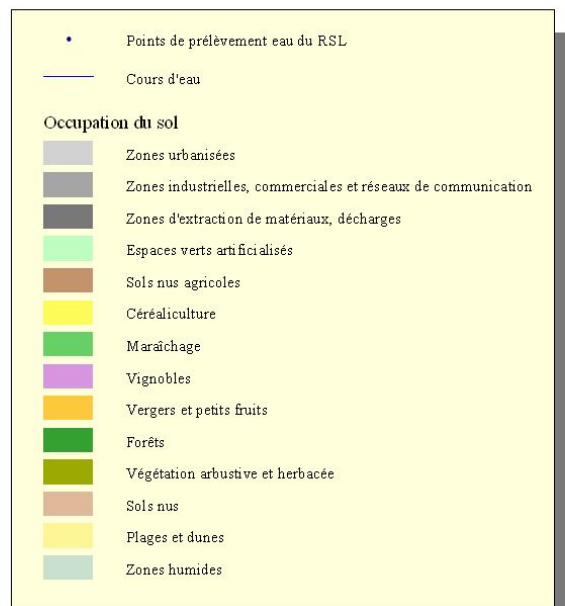 Points de prélèvement eau du RSL
Cours d'eau
Occupation du sol
Zones urbanisées
Zones industrielles, commerciales et réseaux de communication
Zones d'extraction de matériaux, décharges
Espaces verts artificialisés
Sols nus agricoles
Céréaliculture
Maraîchage
Vignobles
Vergers et petits fruits
Forêts
Végétation arbustive et herbacée
Sols nus
Plages et dunes
Zones humides